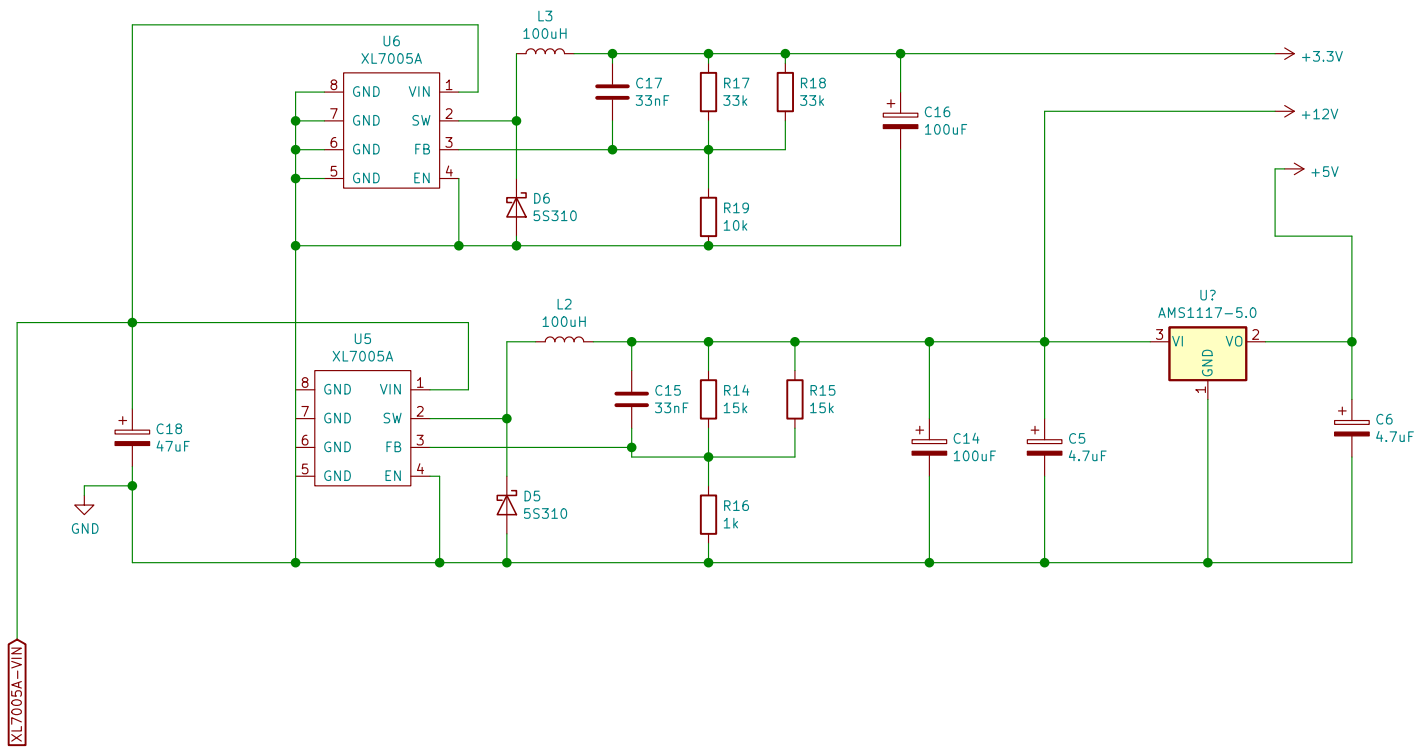 L3
100uH
U6
XL7005A
8 GND VIN 1
7 GND SW 2
6 GND FB 3
5 GND EN 4
C17
33nF
R17
33k
R18
33k
+
C16
100uF
+3.3V
+12V
+5V
D6
5S310
R19
10k
L2
100uH
U5
XL7005A
8 GND VIN 1
7 GND SW 2
6 GND FB 3
5 GND EN 4
C15
33nF
R14
15k
R15
15k
U?
AMS1117-5.0
3 VI VO 2
GND
1
+
C18
47uF
GND
D5
5S310
R16
1k
+
C14
100uF
+
C5
4.7uF
+
C6
4.7uF
XL7005A-VIN